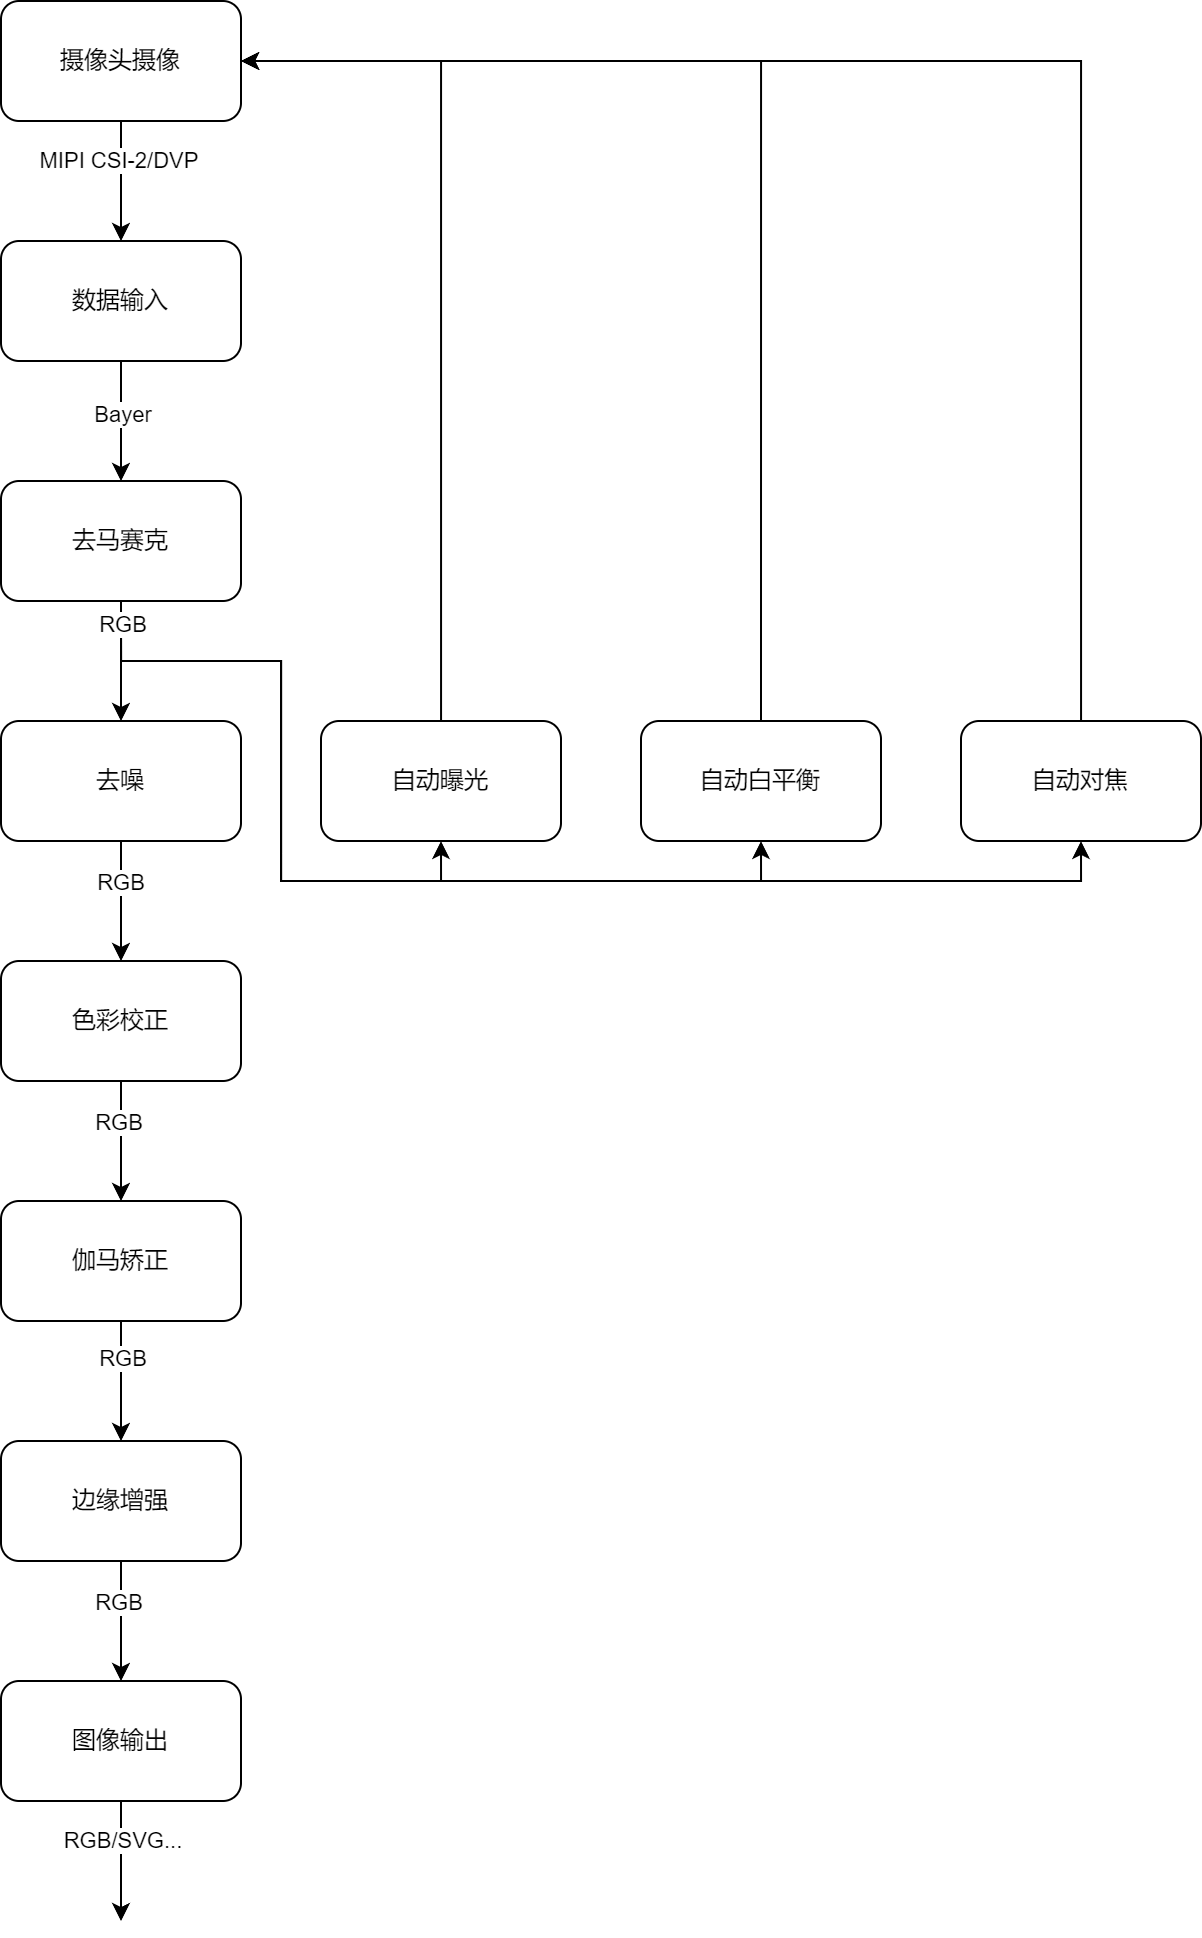 摄像头摄像
MIPI CSI-2/DVP
数据输入
Bayer
去马赛克
RGB
去噪
自动曝光
自动白平衡
自动对焦
RGB
色彩校正
RGB
伽马矫正
RGB
边缘增强
RGB
图像输出
RGB/SVG...